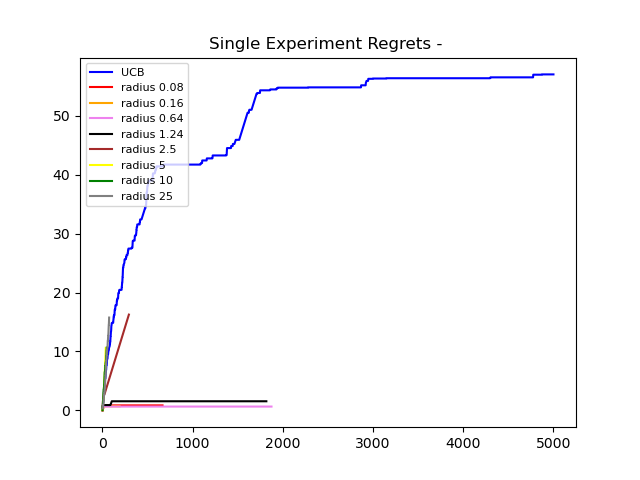 Single Experiment Regrets -
UCB
radius 0.08
radius 0.16
radius 0.64
radius 1.24
radius 2.5
radius 5
radius 10
radius 25
50
40
30
20
10
0
0 1000 2000 3000 4000 5000